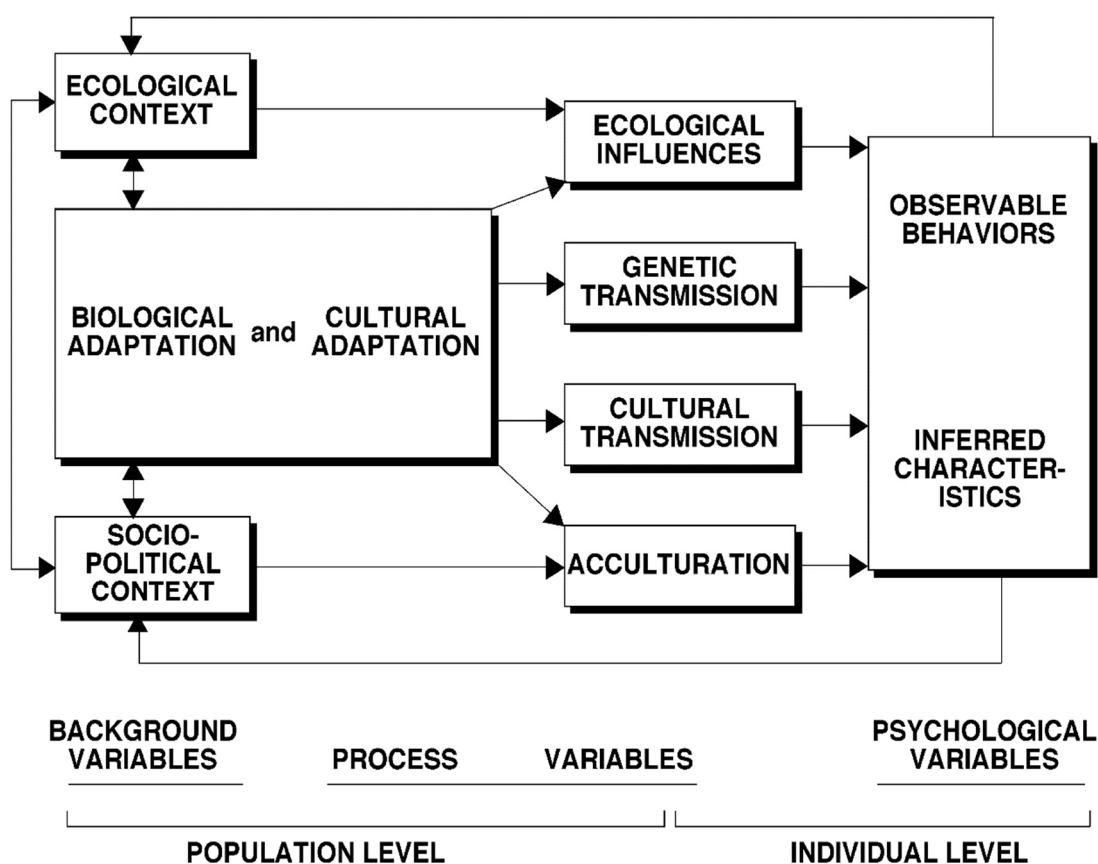 ECOLOGICAL
CONTEXT
ECOLOGICAL
INFLUENCES
OBSERVABLE
BEHAVIORS
GENETIC
TRANSMISSION
BIOLOGICAL
ADAPTATION
and
CULTURAL
ADAPTATION
CULTURAL
TRANSMISSION
INFERRED
CHARACTER-
ISTICS
SOCIO-
POLITICAL
CONTEXT
ACCULTURATION
BACKGROUND
VARIABLES
PROCESS VARIABLES
PSYCHOLOGICAL
VARIABLES
POPULATION LEVEL
INDIVIDUAL LEVEL